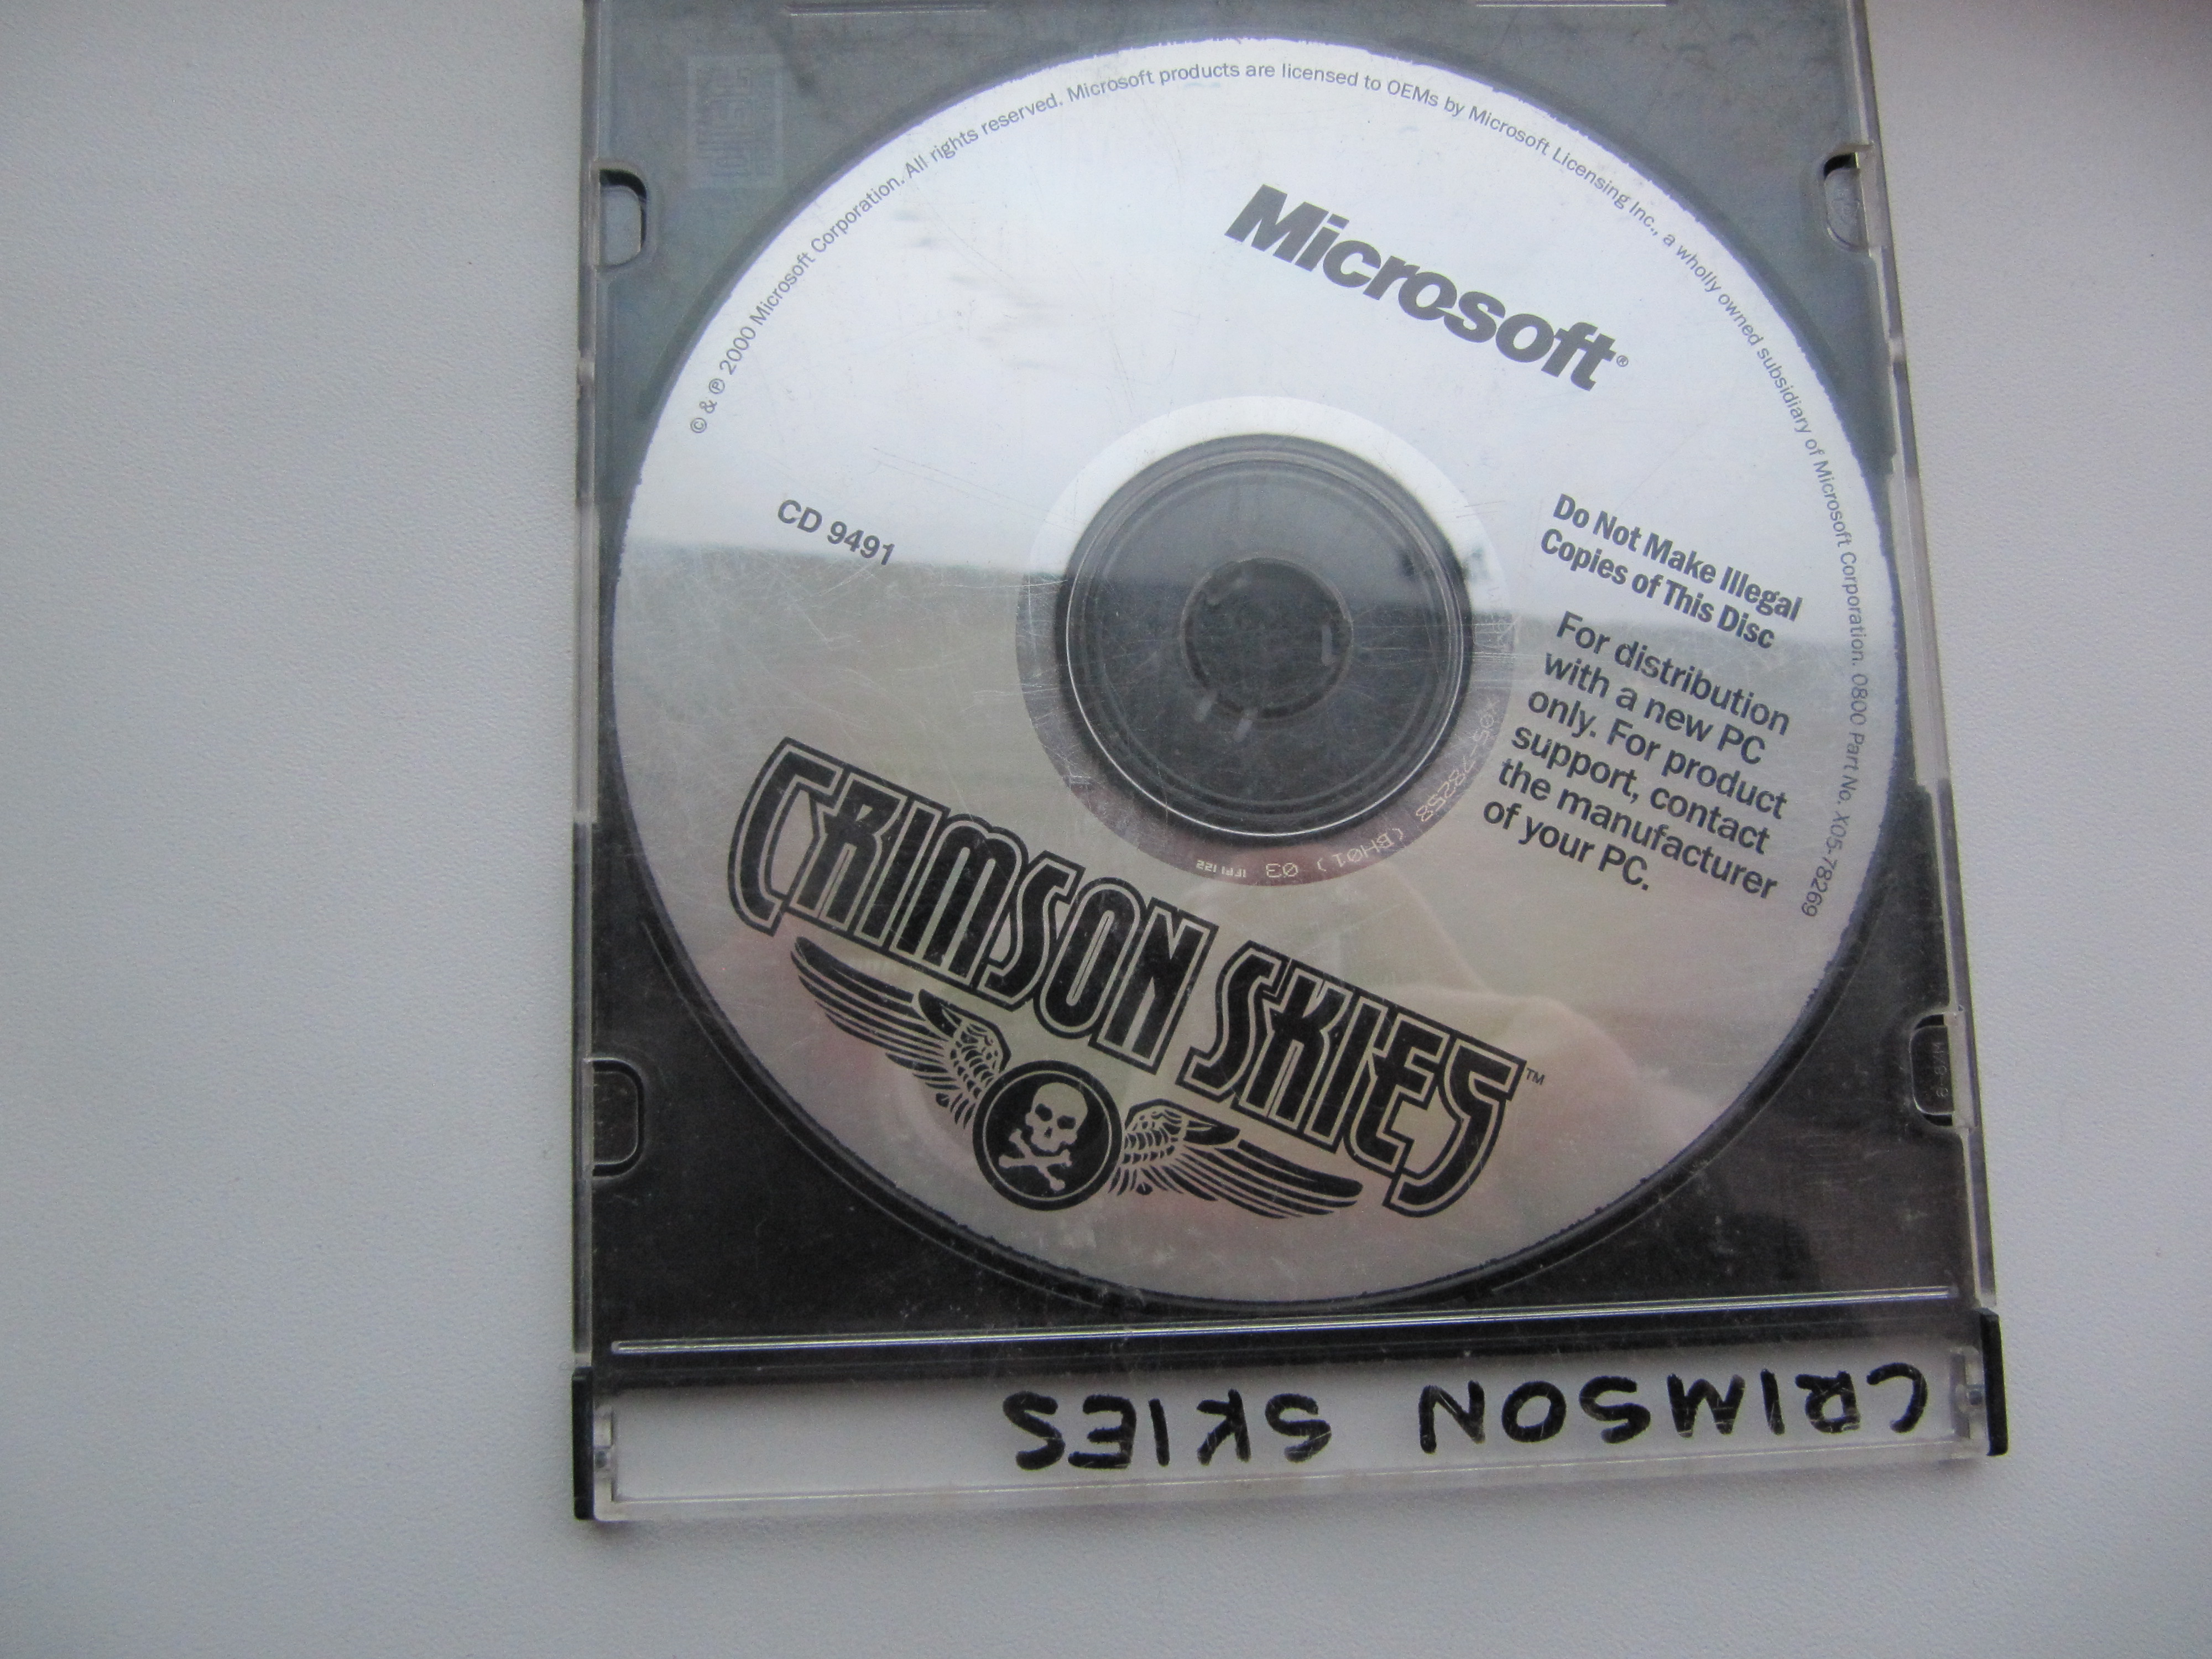 © & ℗ 2000 Microsoft Corporation. All rights reserved. Microsoft products are licensed to OEMs by Microsoft Licensing Inc., a wholly owned subsidiary of Microsoft Corporation. 0800 Part No. X05-78269
Microsoft®
CD 9491
Do Not Make Illegal
Copies of This Disc
For distribution
with a new PC
only. For product
support, contact
the manufacturer
of your PC.
CRIMSON SKIES™
X05-78258 (BH01) 03 IFPI 122
CRIMSON SKIES